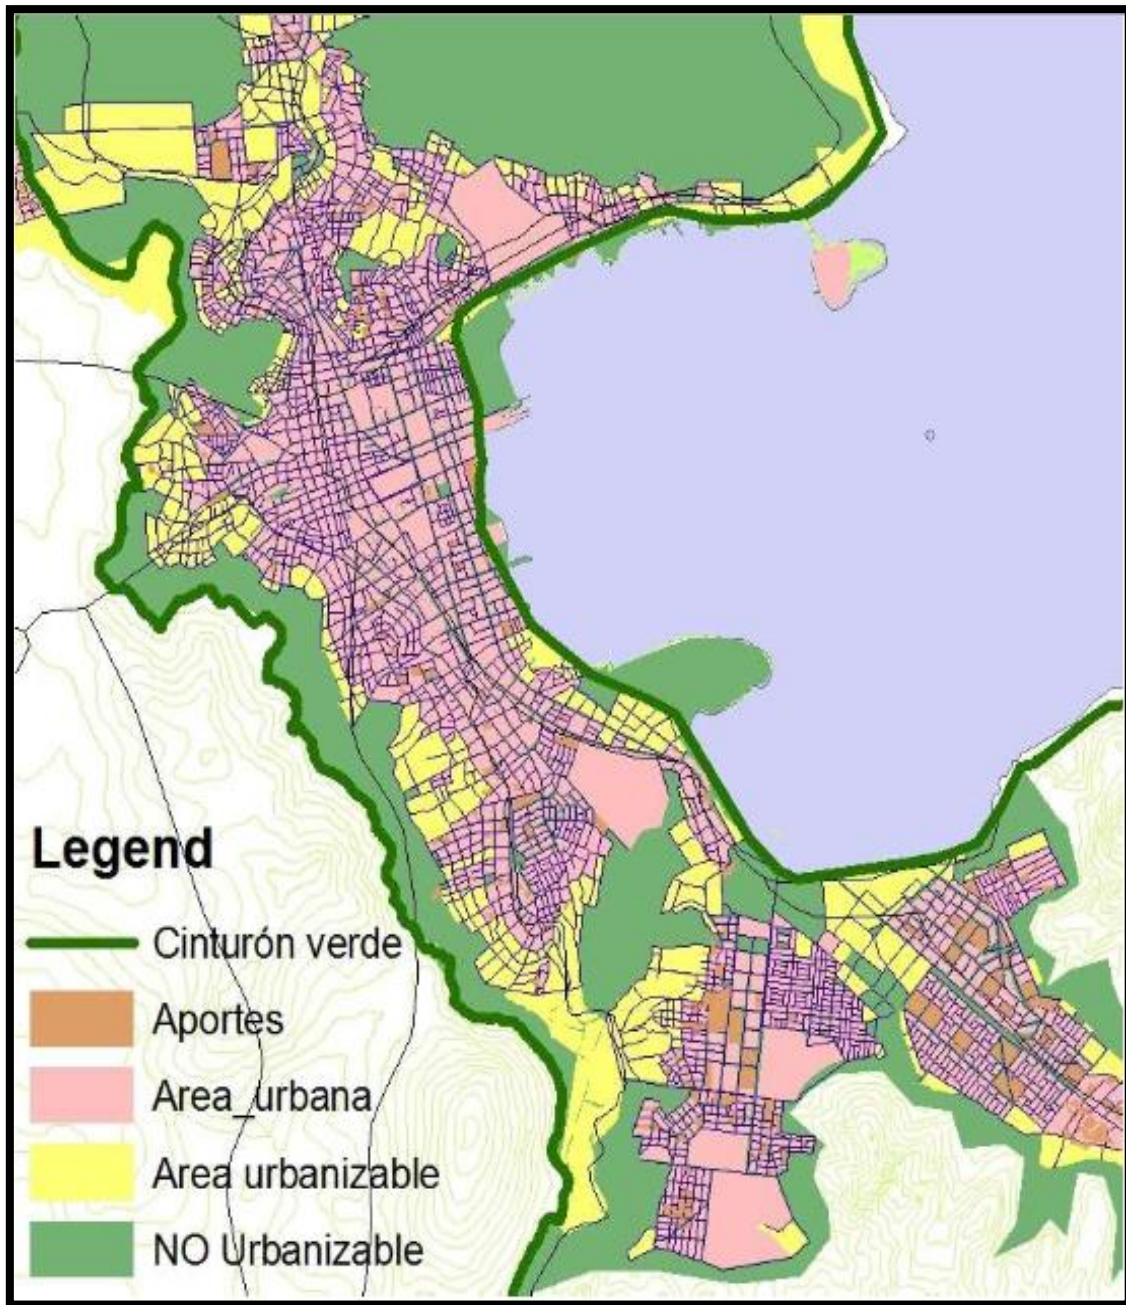 Legend
Cinturón verde
Aportes
Area_urbana
Area urbanizable
NO Urbanizable